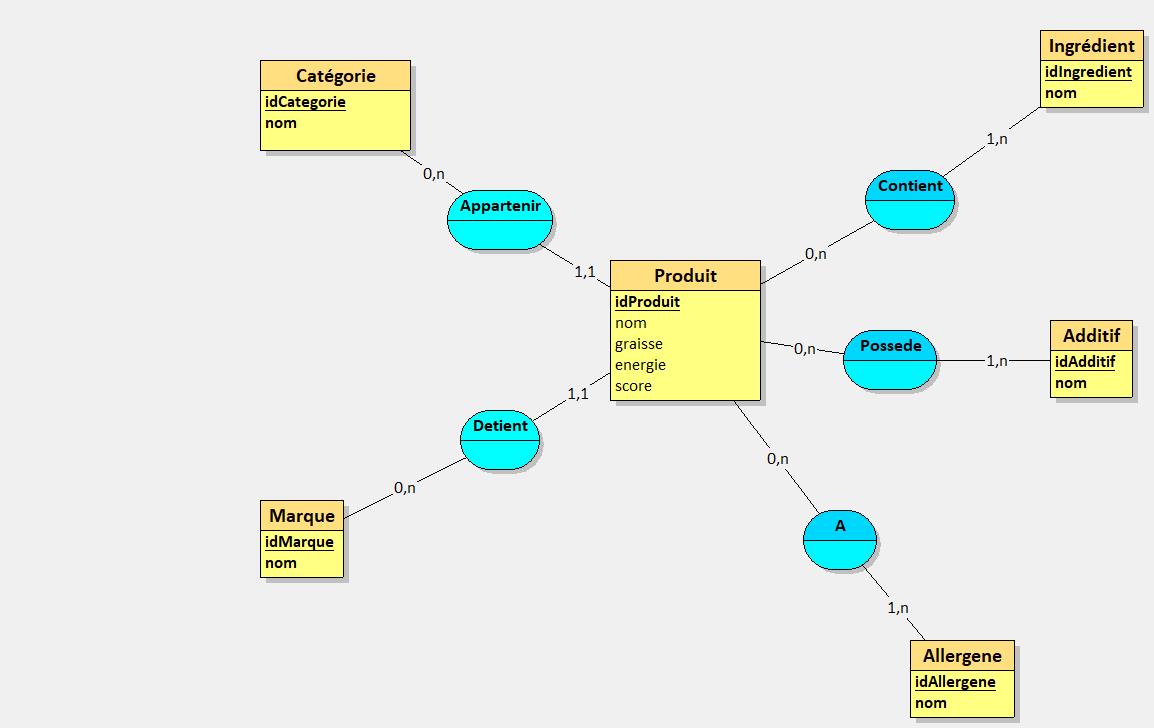 Ingrédient
idIngredient
nom
Catégorie
idCategorie
nom
1,n
0,n
Contient
Appartenir
0,n
1,1
Produit
idProduit
nom
graisse
energie
score
0,n
Possede
1,n
Additif
idAdditif
nom
1,1
Detient
0,n
0,n
Marque
idMarque
nom
A
1,n
Allergene
idAllergene
nom